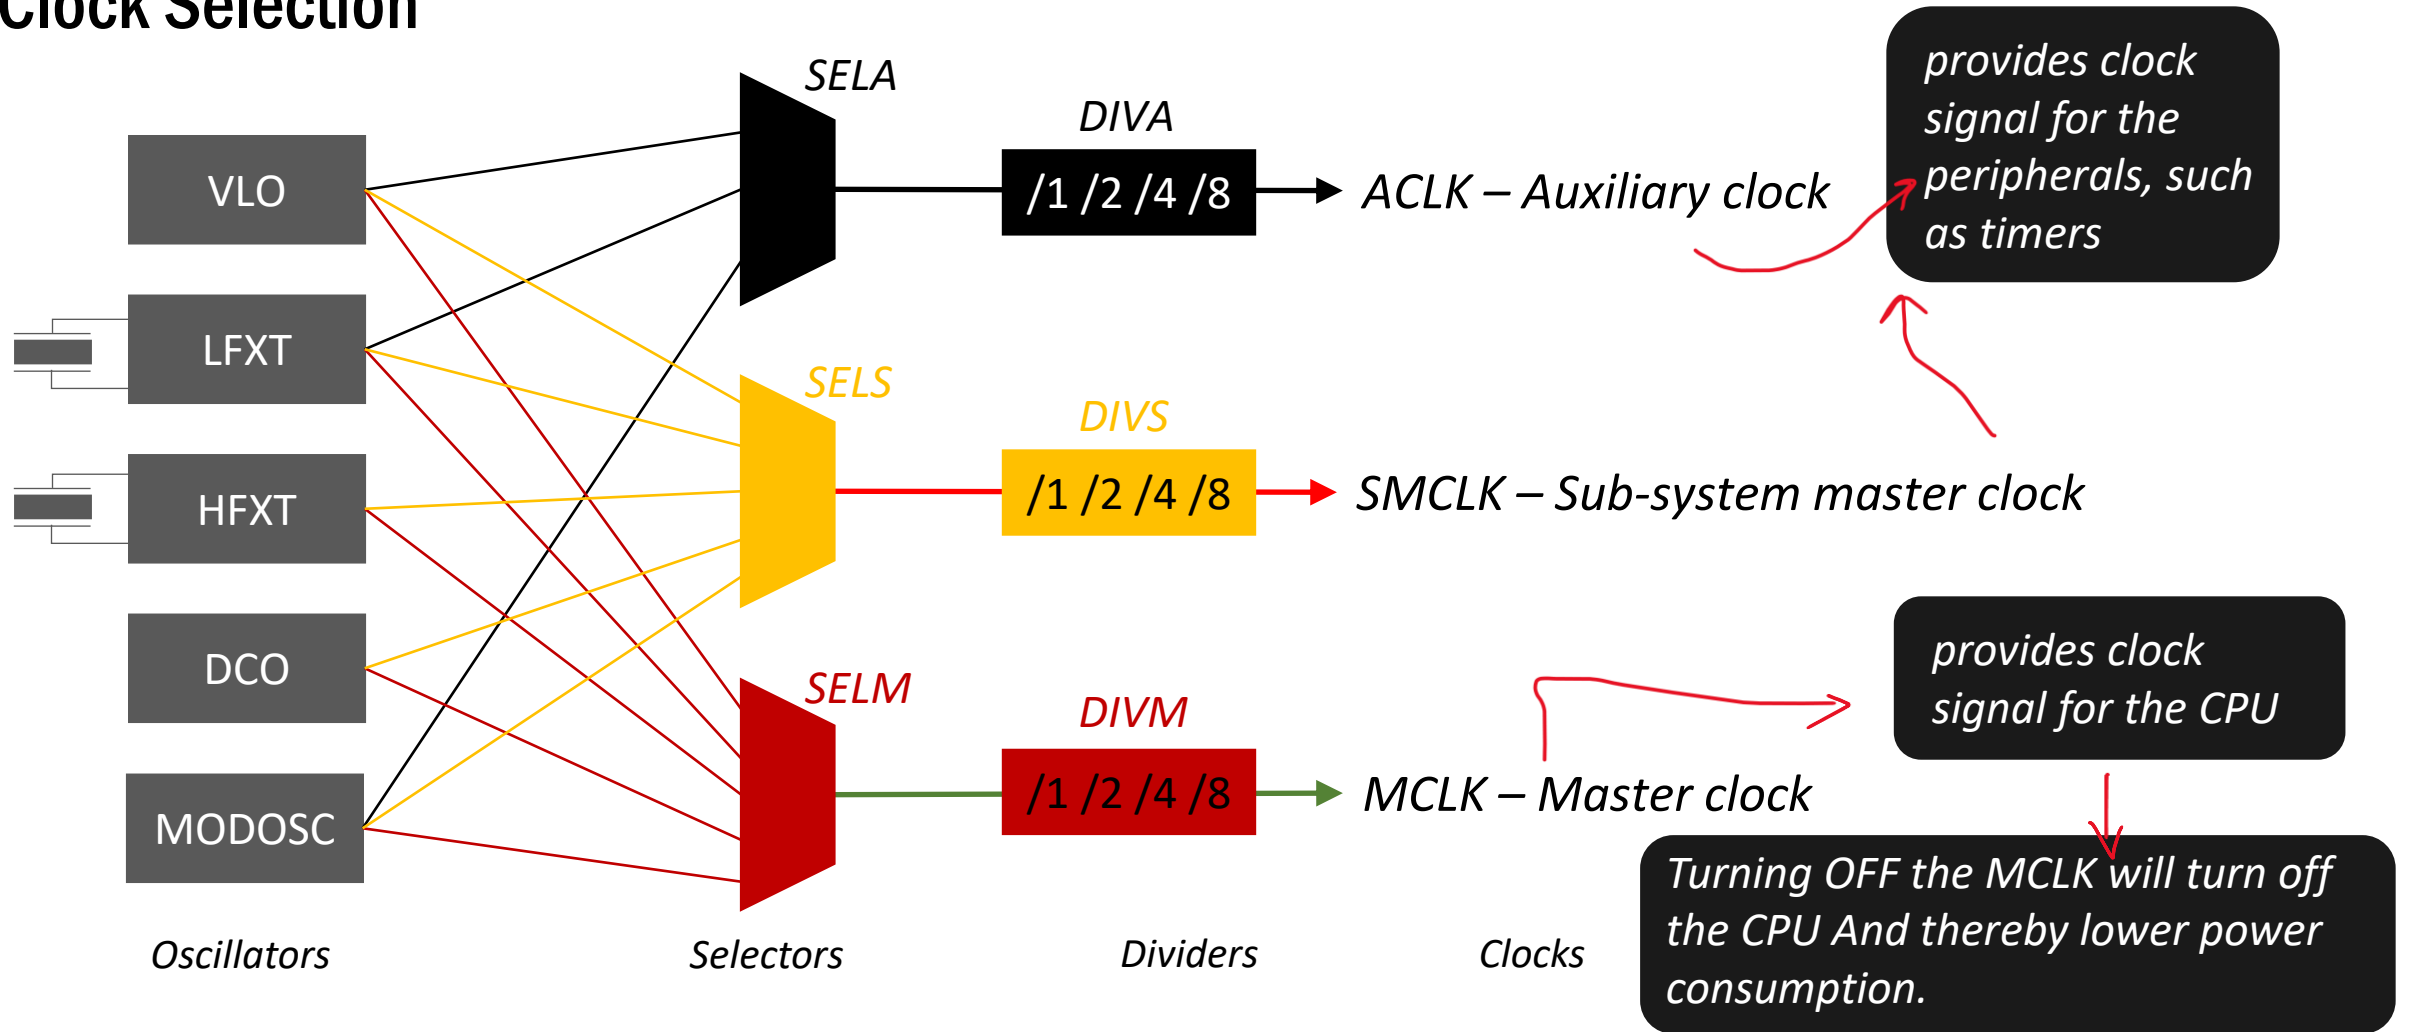 Clock Selection
SELA
provides clock
signal for the
peripherals, such
as timers
DIVA
VLO
/1 /2 /4 /8
ACLK – Auxiliary clock
LFXT
SELS
DIVS
HFXT
/1 /2 /4 /8
SMCLK – Sub-system master clock
DCO
SELM
DIVM
provides clock
signal for the CPU
MODOSC
/1 /2 /4 /8
MCLK – Master clock
Turning OFF the MCLK will turn off
the CPU And thereby lower power
consumption.
Oscillators
Selectors
Dividers
Clocks